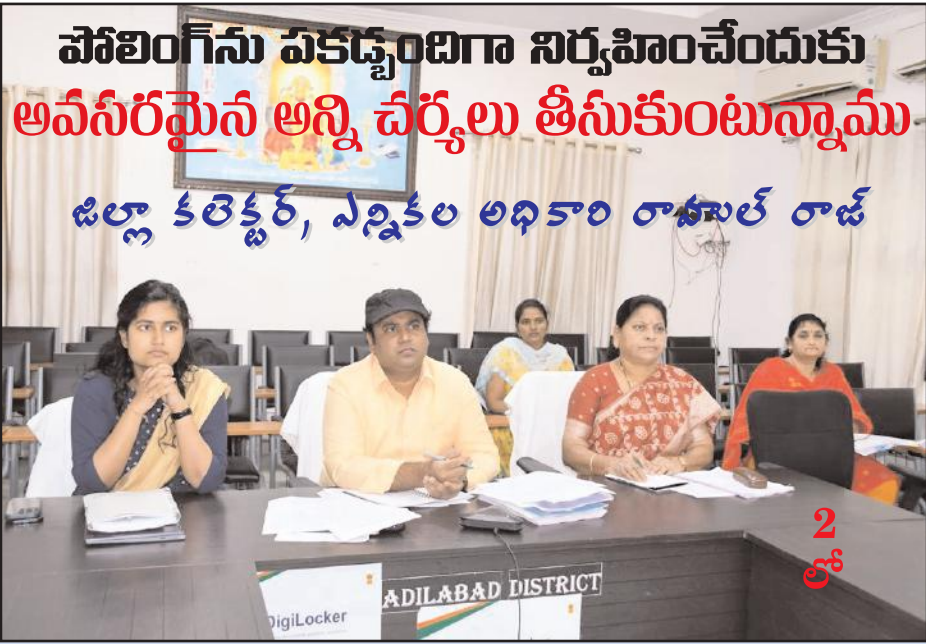 పోలింగ్‌ను పకడ్బందిగా నిర్వహించేందుకు
అవసరమైన అన్ని చర్యలు తీసుకుంటున్నాము
జిల్లా కలెక్టర్, ఎన్నికల అధికారి రాహుల్ రాజ్
2
లో
ADILABAD DISTRICT
DigiLocker